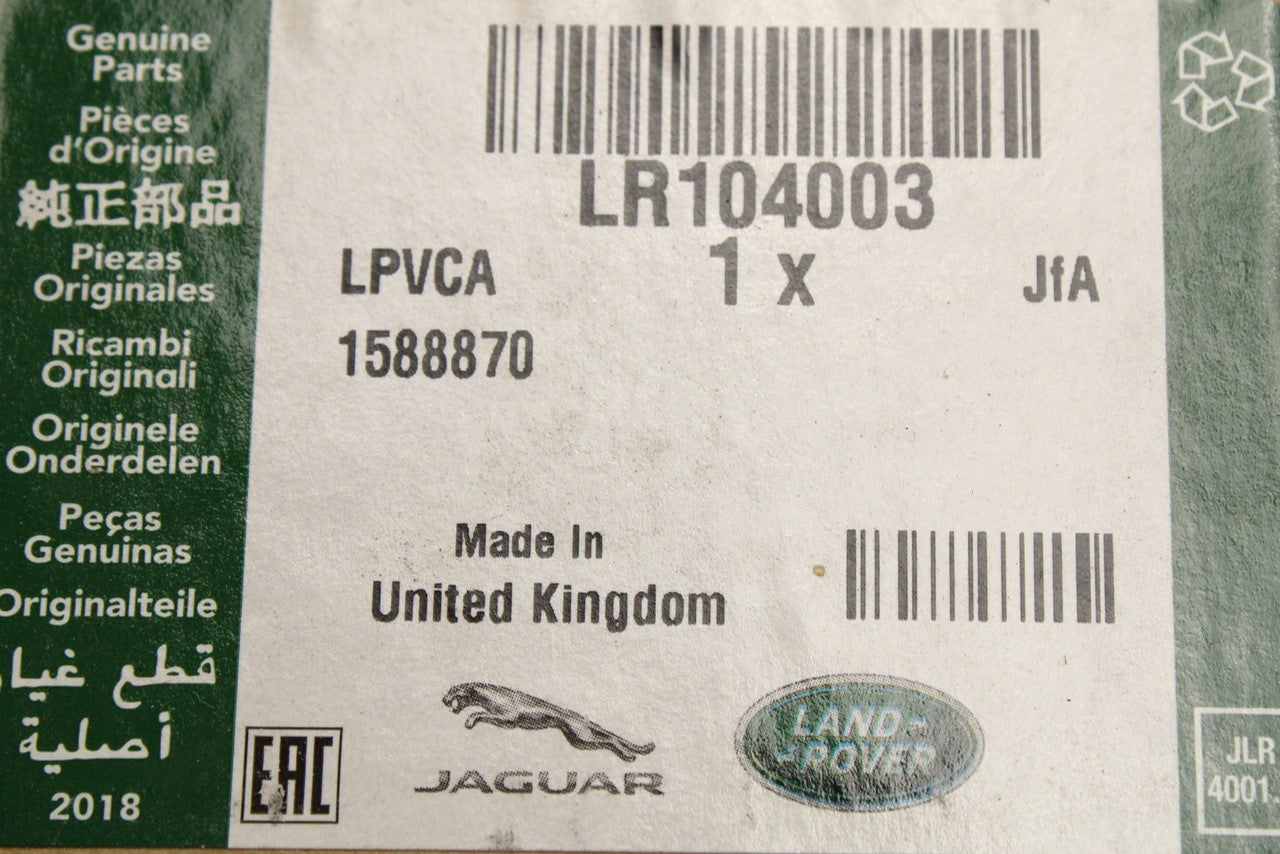 Genuine
Parts
Pièces
d'Origine
純正部品
Piezas
Originales
Ricambi
Originali
Originele
Onderdelen
Peças
Genuinas
Originalteile
قطع غيار
أصلية
2018
LR104003
LPVCA 1 x JfA
1588870
Made In
United Kingdom
EAC
JAGUAR
LAND-
-ROVER
JLR
4001